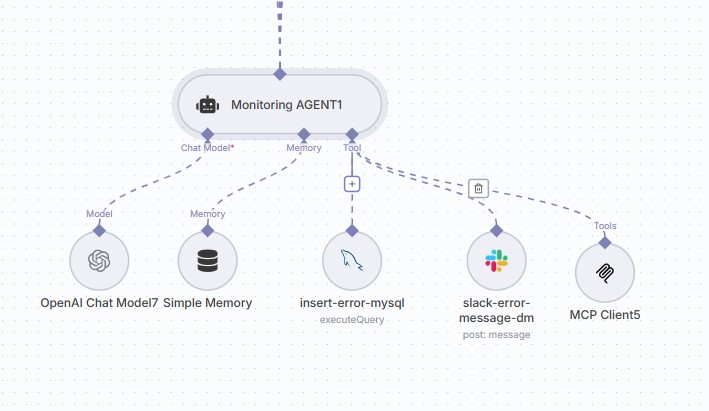 Monitoring AGENT1
Chat Model*
Memory
Tool
+
Model
Memory
Tools
OpenAI Chat Model7
Simple Memory
insert-error-mysql
executeQuery
slack-error-
message-dm
post: message
MCP Client5